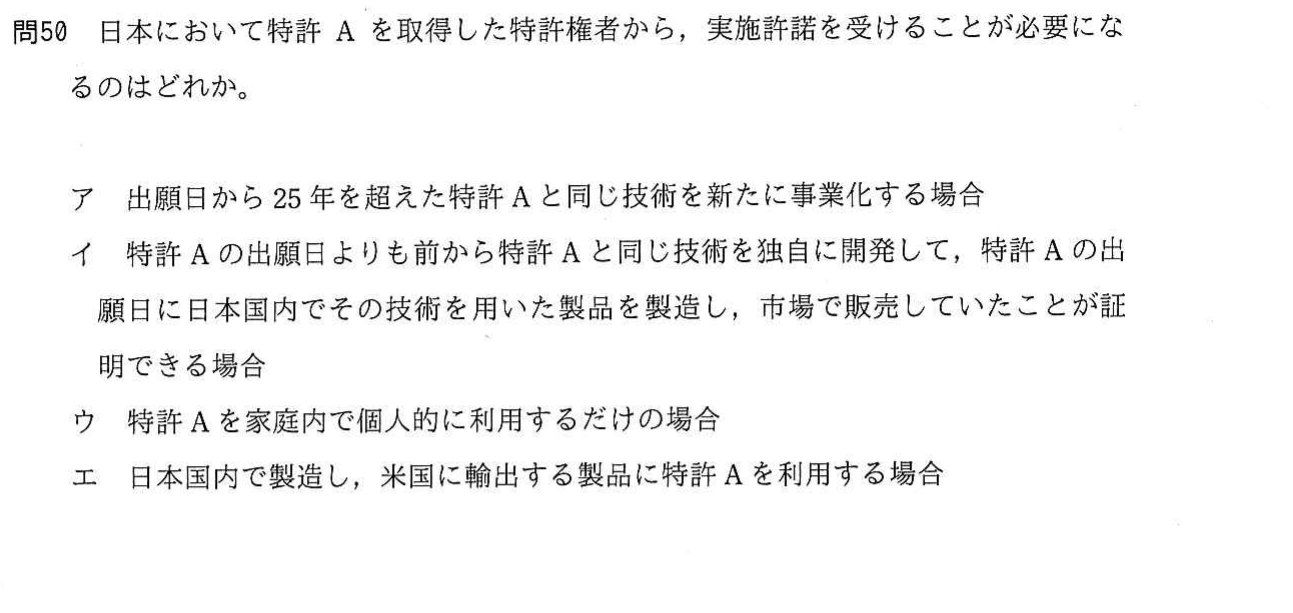 問50 日本において特許 A を取得した特許権者から，実施許諾を受けることが必要にな
るのはどれか。
ア 出願日から 25 年を超えた特許 A と同じ技術を新たに事業化する場合
イ 特許 A の出願日よりも前から特許 A と同じ技術を独自に開発して，特許 A の出
願日に日本国内でその技術を用いた製品を製造し，市場で販売していたことが証
明できる場合
ウ 特許 A を家庭内で個人的に利用するだけの場合
エ 日本国内で製造し，米国に輸出する製品に特許 A を利用する場合